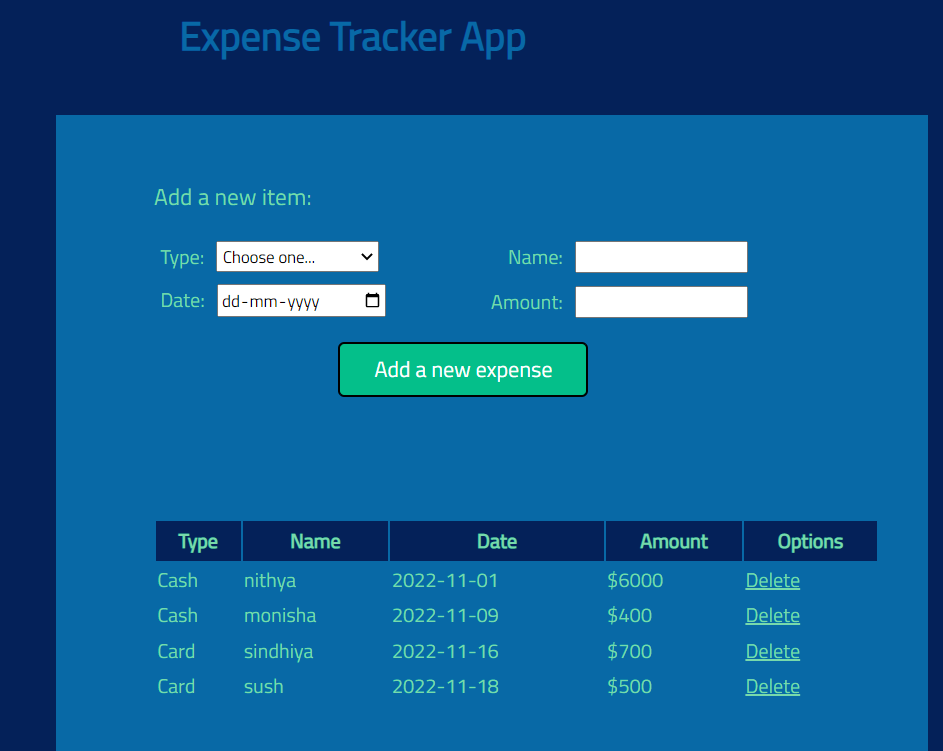 Expense Tracker App
Add a new item:
Type: Choose one... Name:
Date: dd-mm-yyyy Amount:
Add a new expense
Type Name Date Amount Options
Cash nithya 2022-11-01 $6000 Delete
Cash monisha 2022-11-09 $400 Delete
Card sindhiya 2022-11-16 $700 Delete
Card sush 2022-11-18 $500 Delete